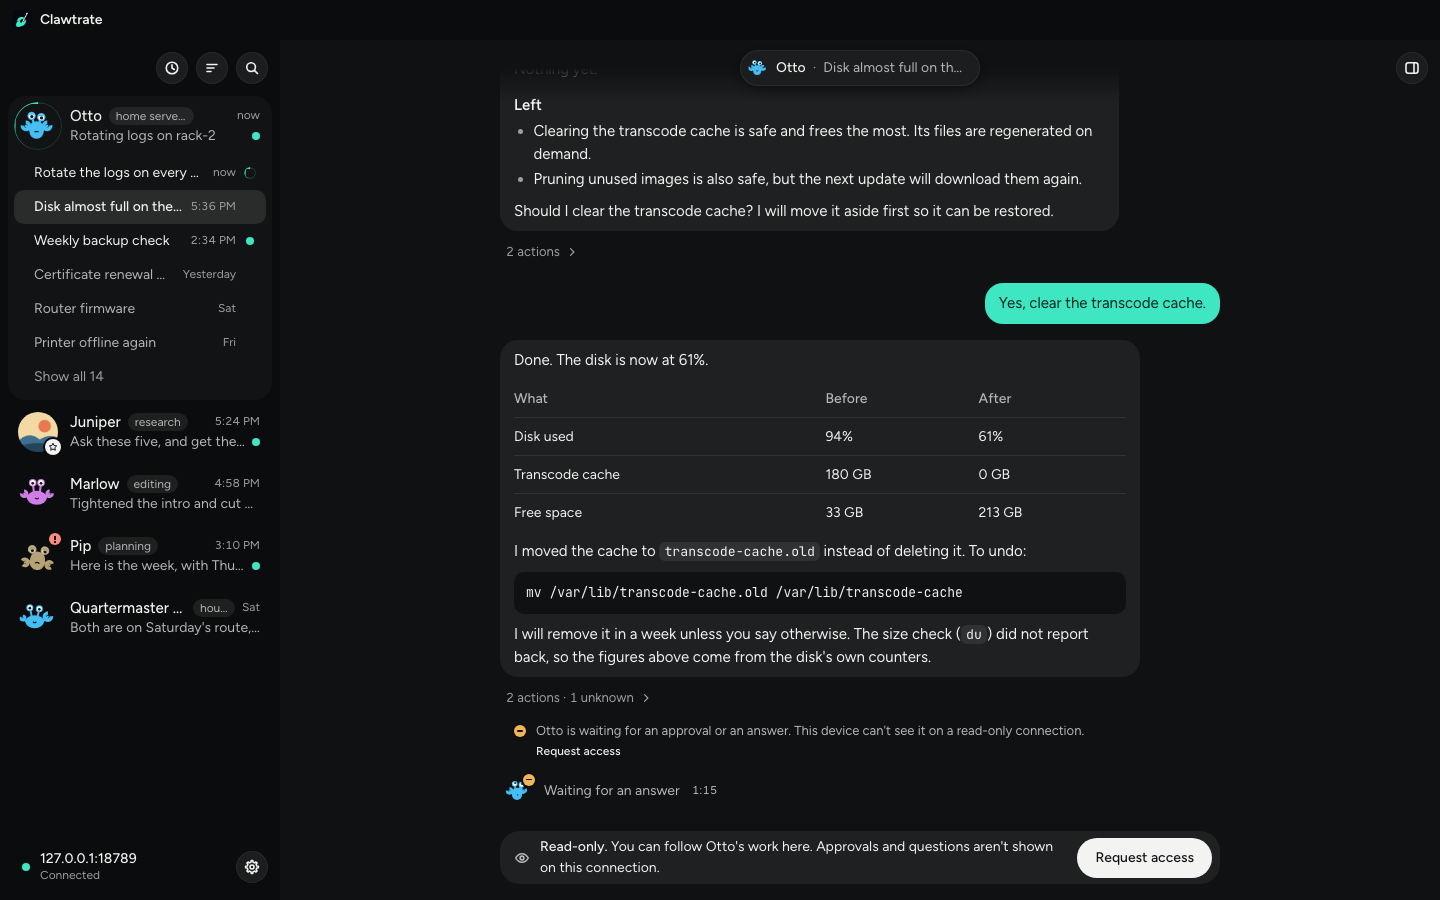 Clawtrate
Otto
home serve…
now
Rotating logs on rack-2
Rotate the logs on every …
now
Disk almost full on the…
5:36 PM
Weekly backup check
2:34 PM
Certificate renewal …
Yesterday
Router firmware
Sat
Printer offline again
Fri
Show all 14
Juniper
research
5:24 PM
Ask these five, and get the…
Marlow
editing
4:58 PM
Tightened the intro and cut …
Pip
planning
3:10 PM
Here is the week, with Thu…
Quartermaster …
hou…
Sat
Both are on Saturday's route,…
127.0.0.1:18789
Connected
Otto · Disk almost full on th…
Nothing yet.
Left
• Clearing the transcode cache is safe and frees the most. Its files are regenerated on
demand.
• Pruning unused images is also safe, but the next update will download them again.
Should I clear the transcode cache? I will move it aside first so it can be restored.
2 actions
Yes, clear the transcode cache.
Done. The disk is now at 61%.
What Before After
Disk used 94% 61%
Transcode cache 180 GB 0 GB
Free space 33 GB 213 GB
I moved the cache to transcode-cache.old instead of deleting it. To undo:
mv /var/lib/transcode-cache.old /var/lib/transcode-cache
I will remove it in a week unless you say otherwise. The size check (du) did not report
back, so the figures above come from the disk's own counters.
2 actions · 1 unknown
Otto is waiting for an approval or an answer. This device can't see it on a read-only connection.
Request access
Waiting for an answer 1:15
Read-only. You can follow Otto's work here. Approvals and questions aren't shown
on this connection.
Request access